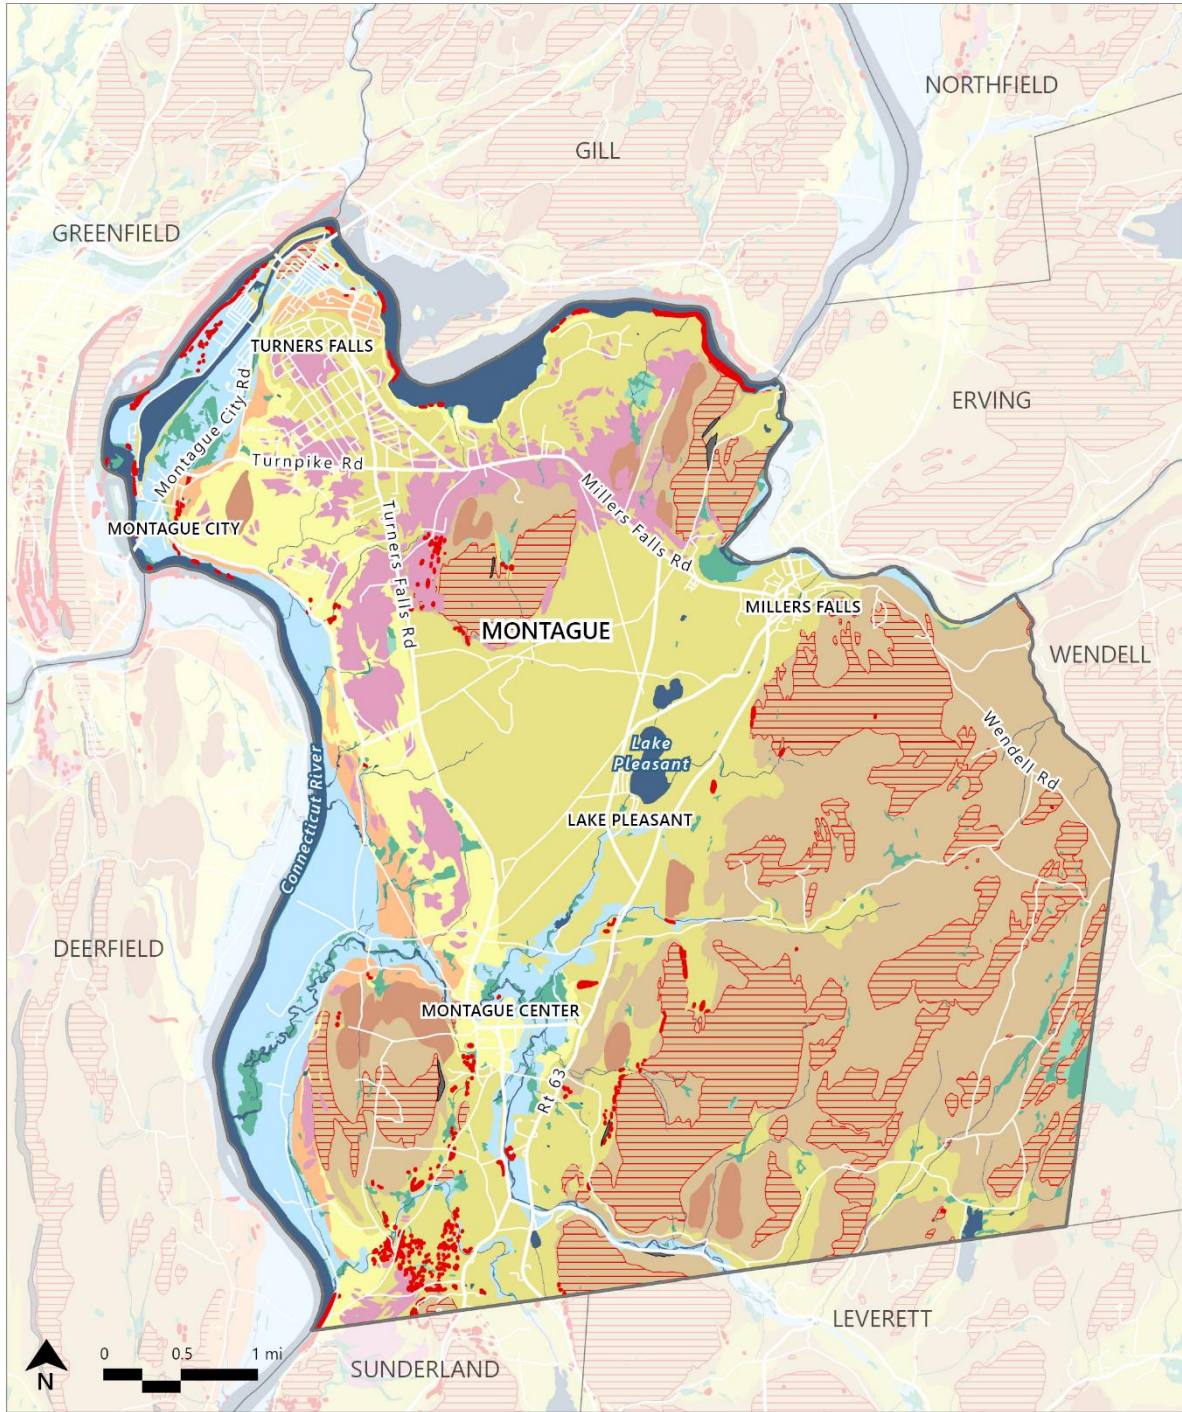 NORTHFIELD
GILL
GREENFIELD
TURNERS FALLS
ERVING
Montague City Rd
Turnpike Rd
Millers Falls Rd
MONTAGUE CITY
Turners Falls Rd
MILLERS FALLS
MONTAGUE
WENDELL
Wendell Rd
Lake
Pleasant
Connecticut River
LAKE PLEASANT
DEERFIELD
MONTAGUE CENTER
Rt 63
LEVERETT
SUNDERLAND
0 0.5 1 mi
N